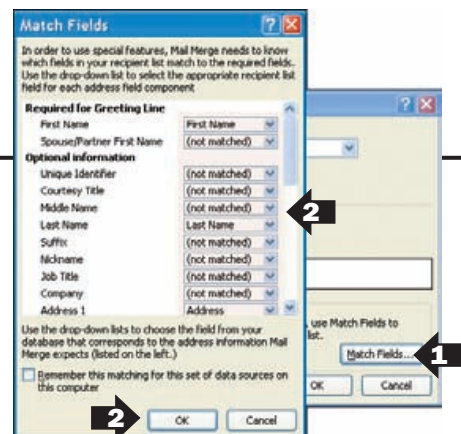 Match Fields
In order to use special features, Mail Merge needs to know
which fields in your recipient list match to the required fields.
Use the drop-down list to select the appropriate recipient list
field for each address field component
Required for Greeting Line
First Name First Name
Spouse/Partner First Name (not matched)
Optional information
Unique Identifier (not matched)
Courtesy Title (not matched)
Middle Name (not matched)
2
Last Name Last Name
Suffix (not matched)
Nickname (not matched)
Job Title (not matched)
Company (not matched)
Address 1 Address
Use the drop-down lists to choose the field from your
database that corresponds to the address information Mail
Merge expects (listed on the left.)
Remember this matching for this set of data sources on
this computer
2
OK Cancel
, use Match Fields to
list.
Match Fields...
1
OK Cancel